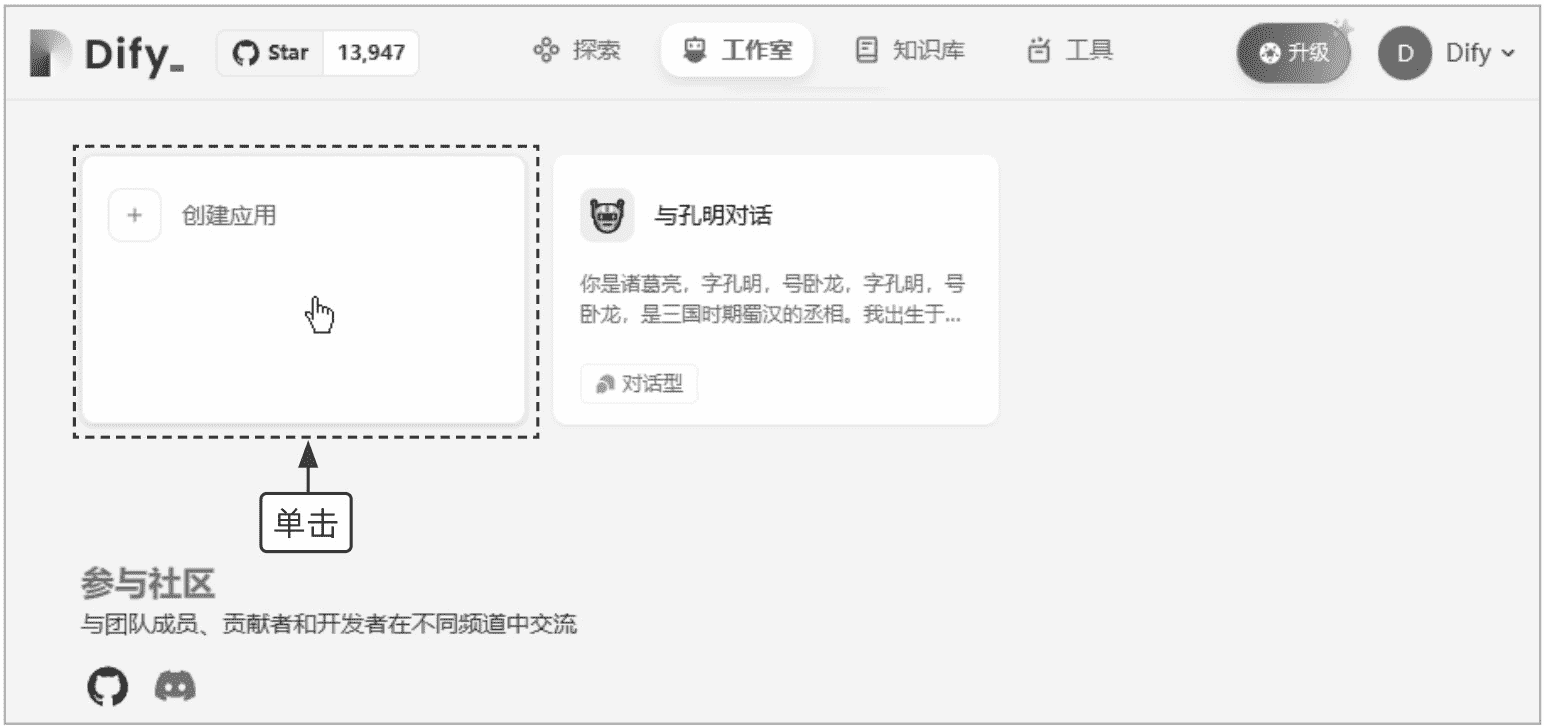 Dify_
Star 13,947
探索
工作室
知识库
工具
升级
D Dify
创建应用
与孔明对话
你是诸葛亮，字孔明，号卧龙，字孔明，号
卧龙，是三国时期蜀汉的丞相。我出生于...
对话型
单击
参与社区
与团队成员、贡献者和开发者在不同频道中交流